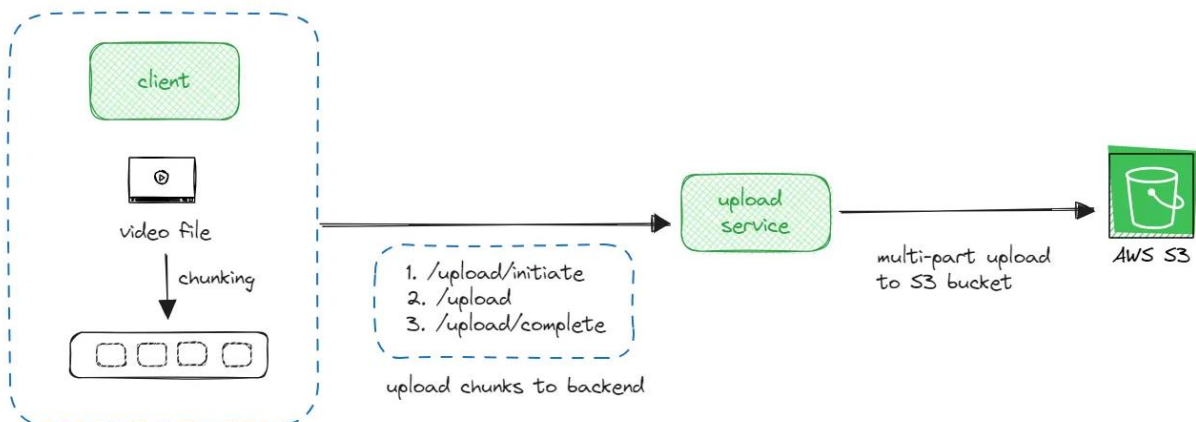 client
video file
chunking
1. /upload/initiate
2. /upload
3. /upload/complete
upload chunks to backend
upload
service
multi-part upload
to S3 bucket
AWS S3